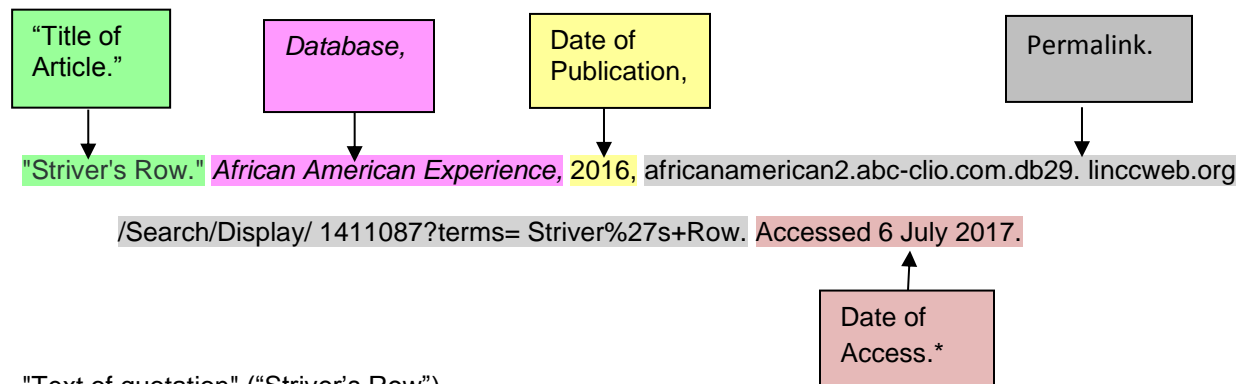 “Title of
Article.”
Database,
Date of
Publication,
Permalink.
"Striver's Row." African American Experience, 2016, africanamerican2.abc-clio.com.db29. linccweb.org
/Search/Display/ 1411087?terms= Striver%27s+Row. Accessed 6 July 2017.
Date of
Access.*
"Text of quotation" (“Striver’s Row”)